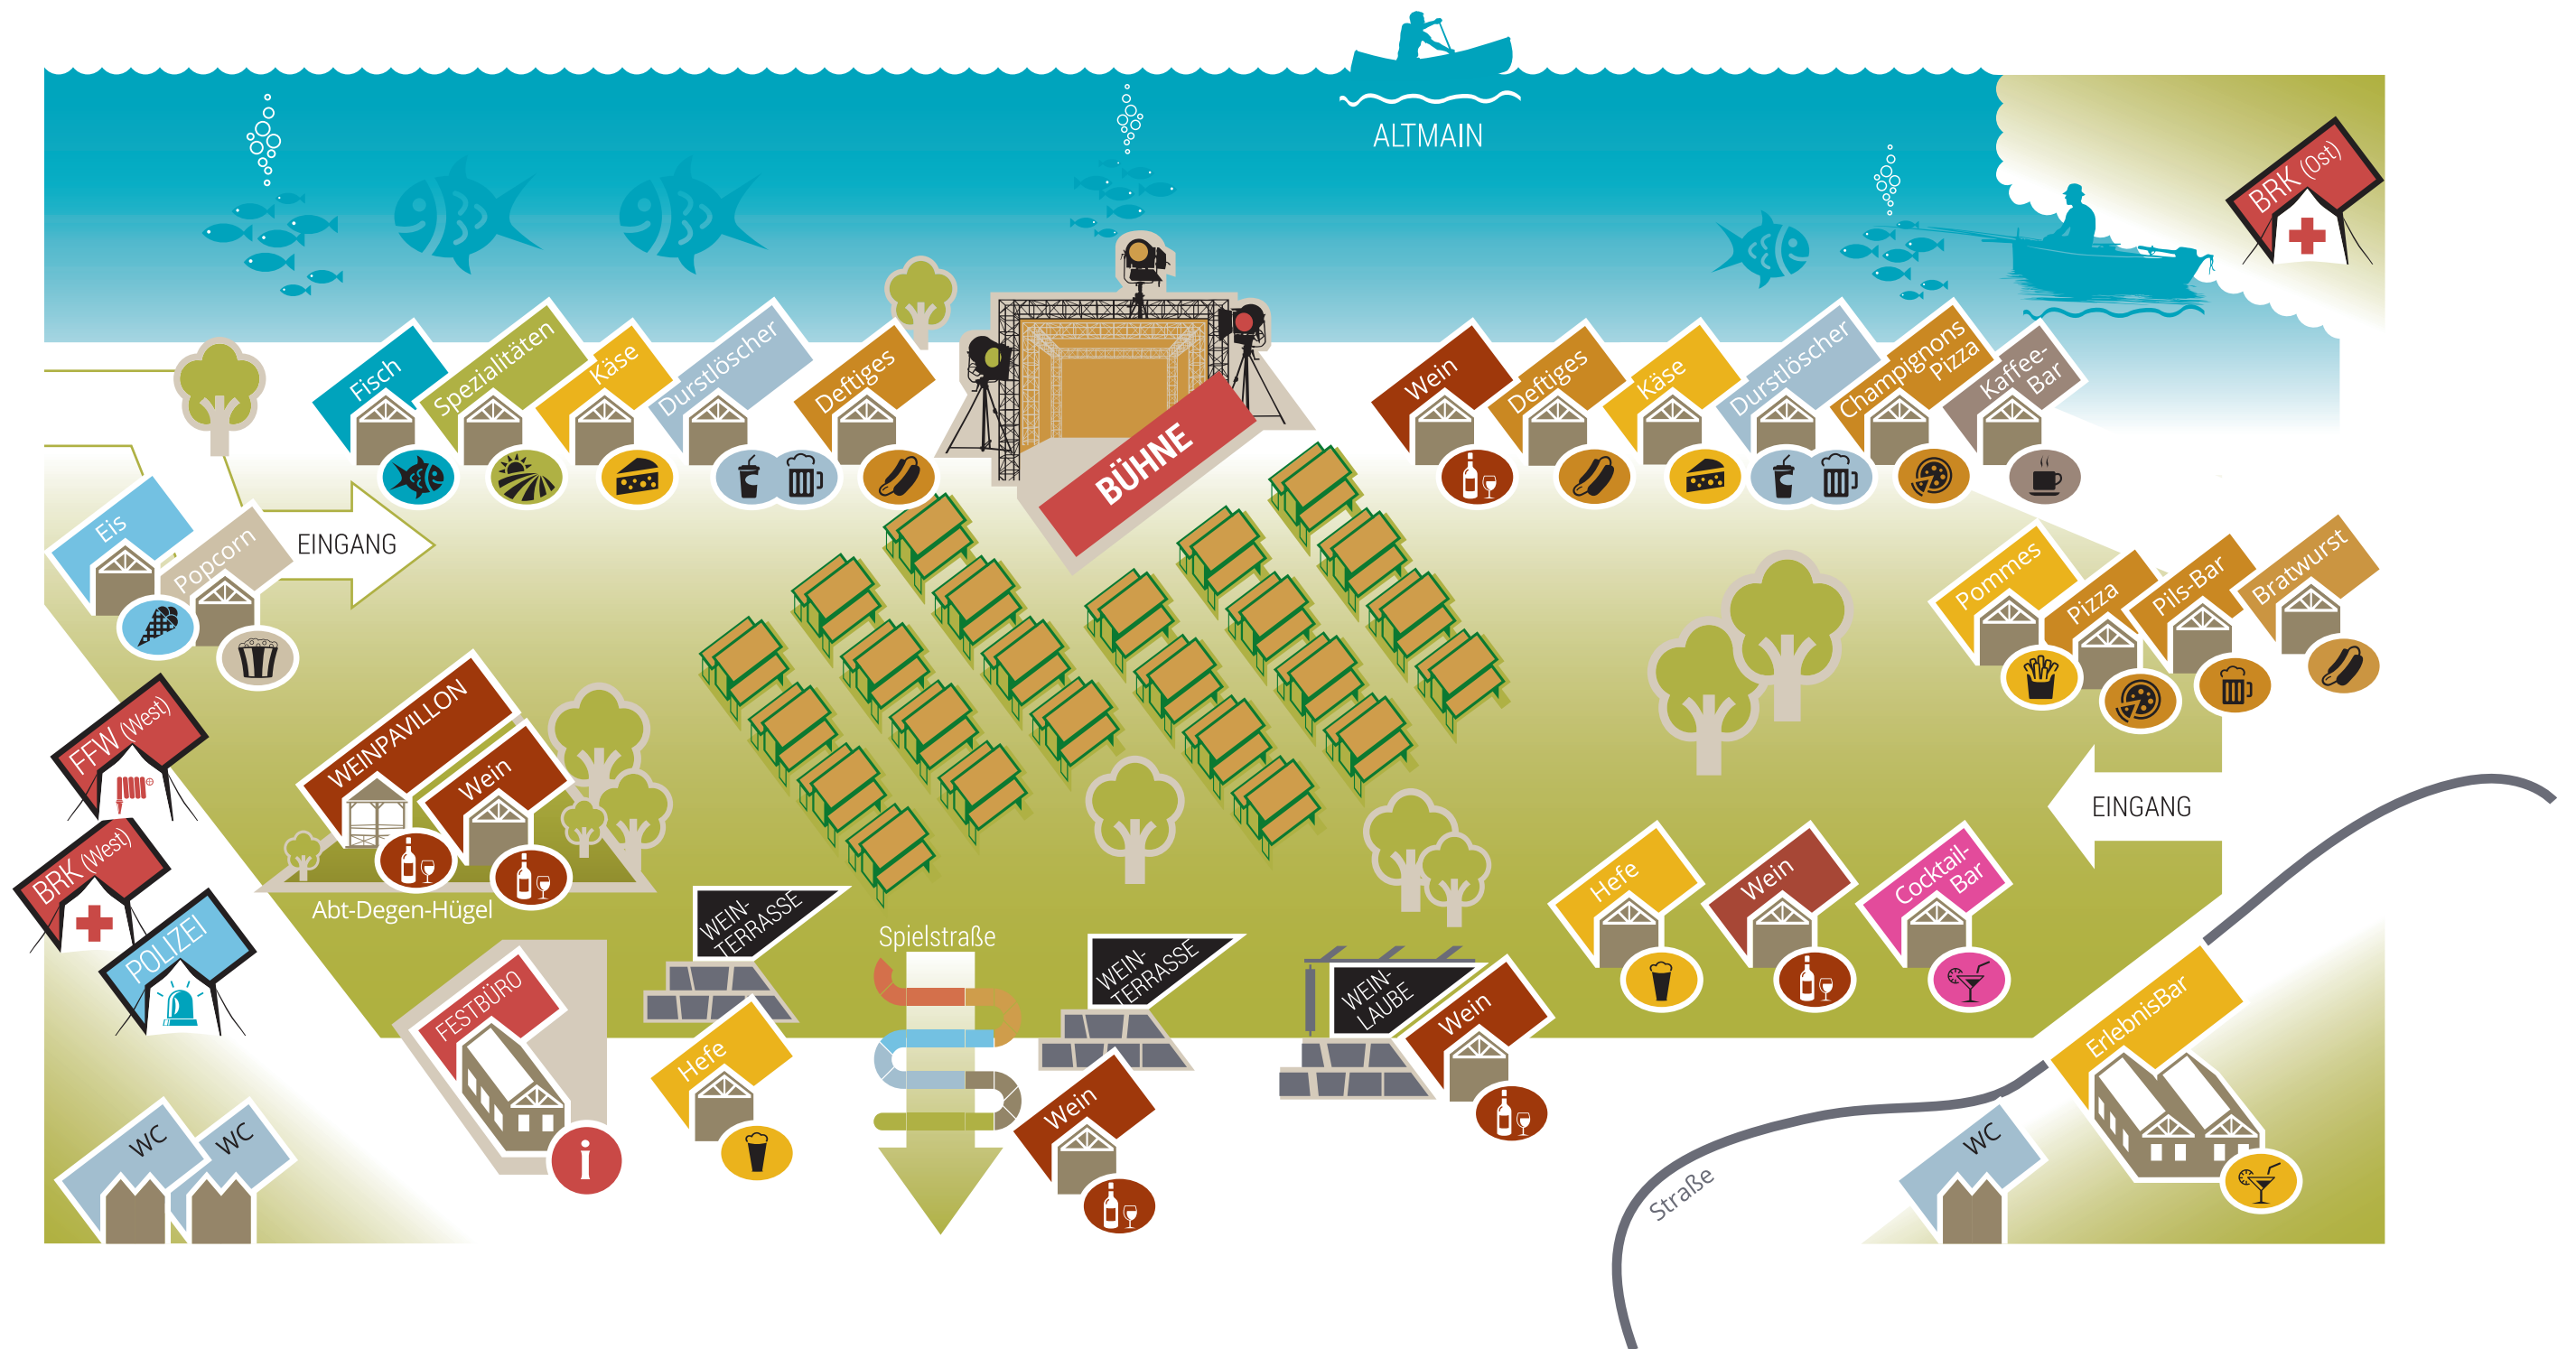 ALTMAIN
BRK (Ost)
Fisch
Spezialitäten
Käse
Durstlöscher
Deftiges
BÜHNE
Wein
Deftiges
Käse
Durstlöscher
Champignons
Pizza
Kaffee-
Bar
Eis
Popcorn
EINGANG
Pommes
Pizza
Pils-Bar
Bratwurst
FFW (West)
BRK (West)
POLIZEI
WEINPAVILLON
Wein
Abt-Degen-Hügel
EINGANG
Hefe
Wein
Cocktail-
Bar
WEIN-
TERRASSE
Spielstraße
WEIN-
TERRASSE
WEIN-
LAUBE
Wein
FESTBÜRO
i
Hefe
Wein
ErlebnisBar
WC
WC
WC
Straße